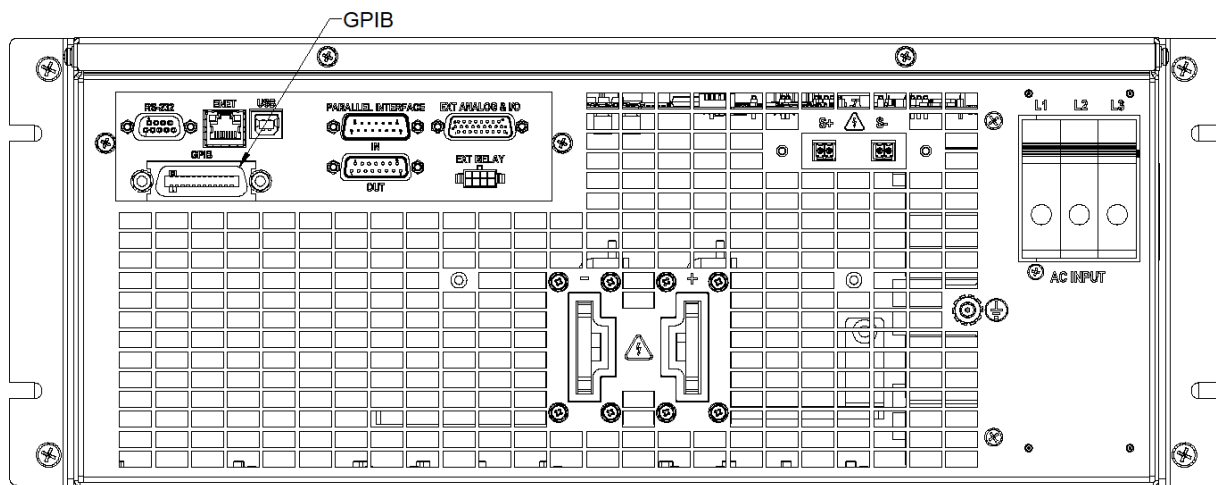 GPIB
RS-232
ENET
USB
PARALLEL INTERFACE
EXT ANALOG & I/O
GPIB
IN
EXT RELAY
OUT
S+
S-
L1 L2 L3
AC INPUT
- +